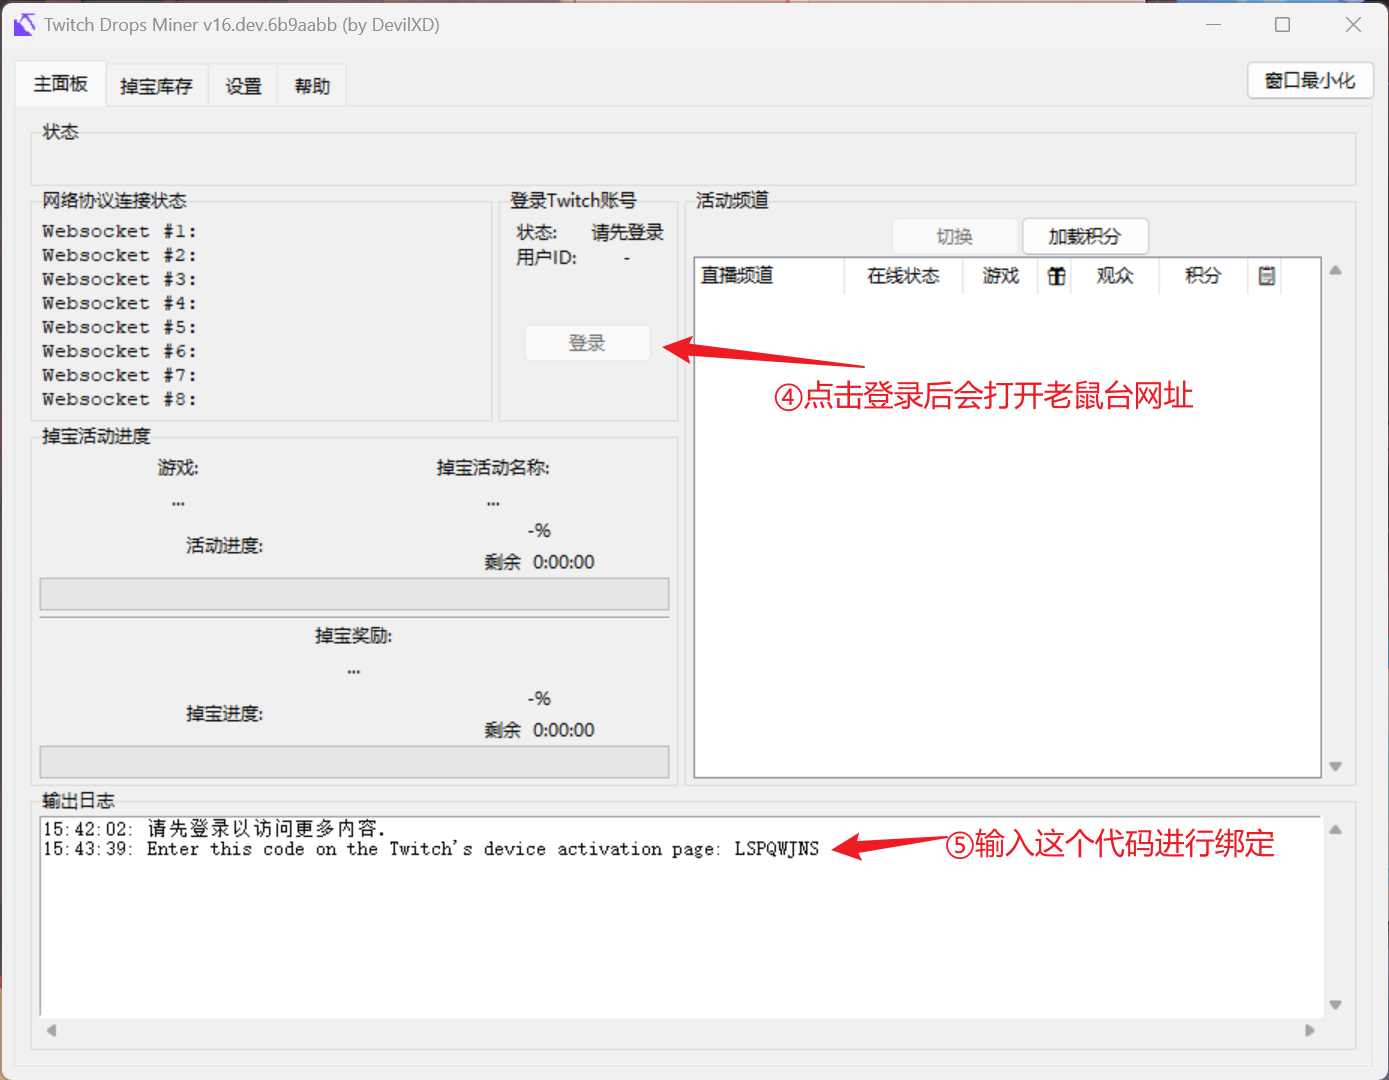 Twitch Drops Miner v16.dev.6b9aabb (by DevilXD)
主面板 掉宝库存 设置 帮助 窗口最小化
状态
网络协议连接状态
Websocket #1:
Websocket #2:
Websocket #3:
Websocket #4:
Websocket #5:
Websocket #6:
Websocket #7:
Websocket #8:
登录Twitch账号
状态: 请先登录
用户ID: -
登录
活动频道
切换 加载积分
直播频道 在线状态 游戏 观众 积分
④点击登录后会打开老鼠台网址
掉宝活动进度
游戏: 掉宝活动名称:
... ...
-%
活动进度:
剩余 0:00:00
掉宝奖励:
...
-%
掉宝进度:
剩余 0:00:00
输出日志
15:42:02: 请先登录以访问更多内容.
15:43:39: Enter this code on the Twitch's device activation page: LSPQWJNS
⑤输入这个代码进行绑定